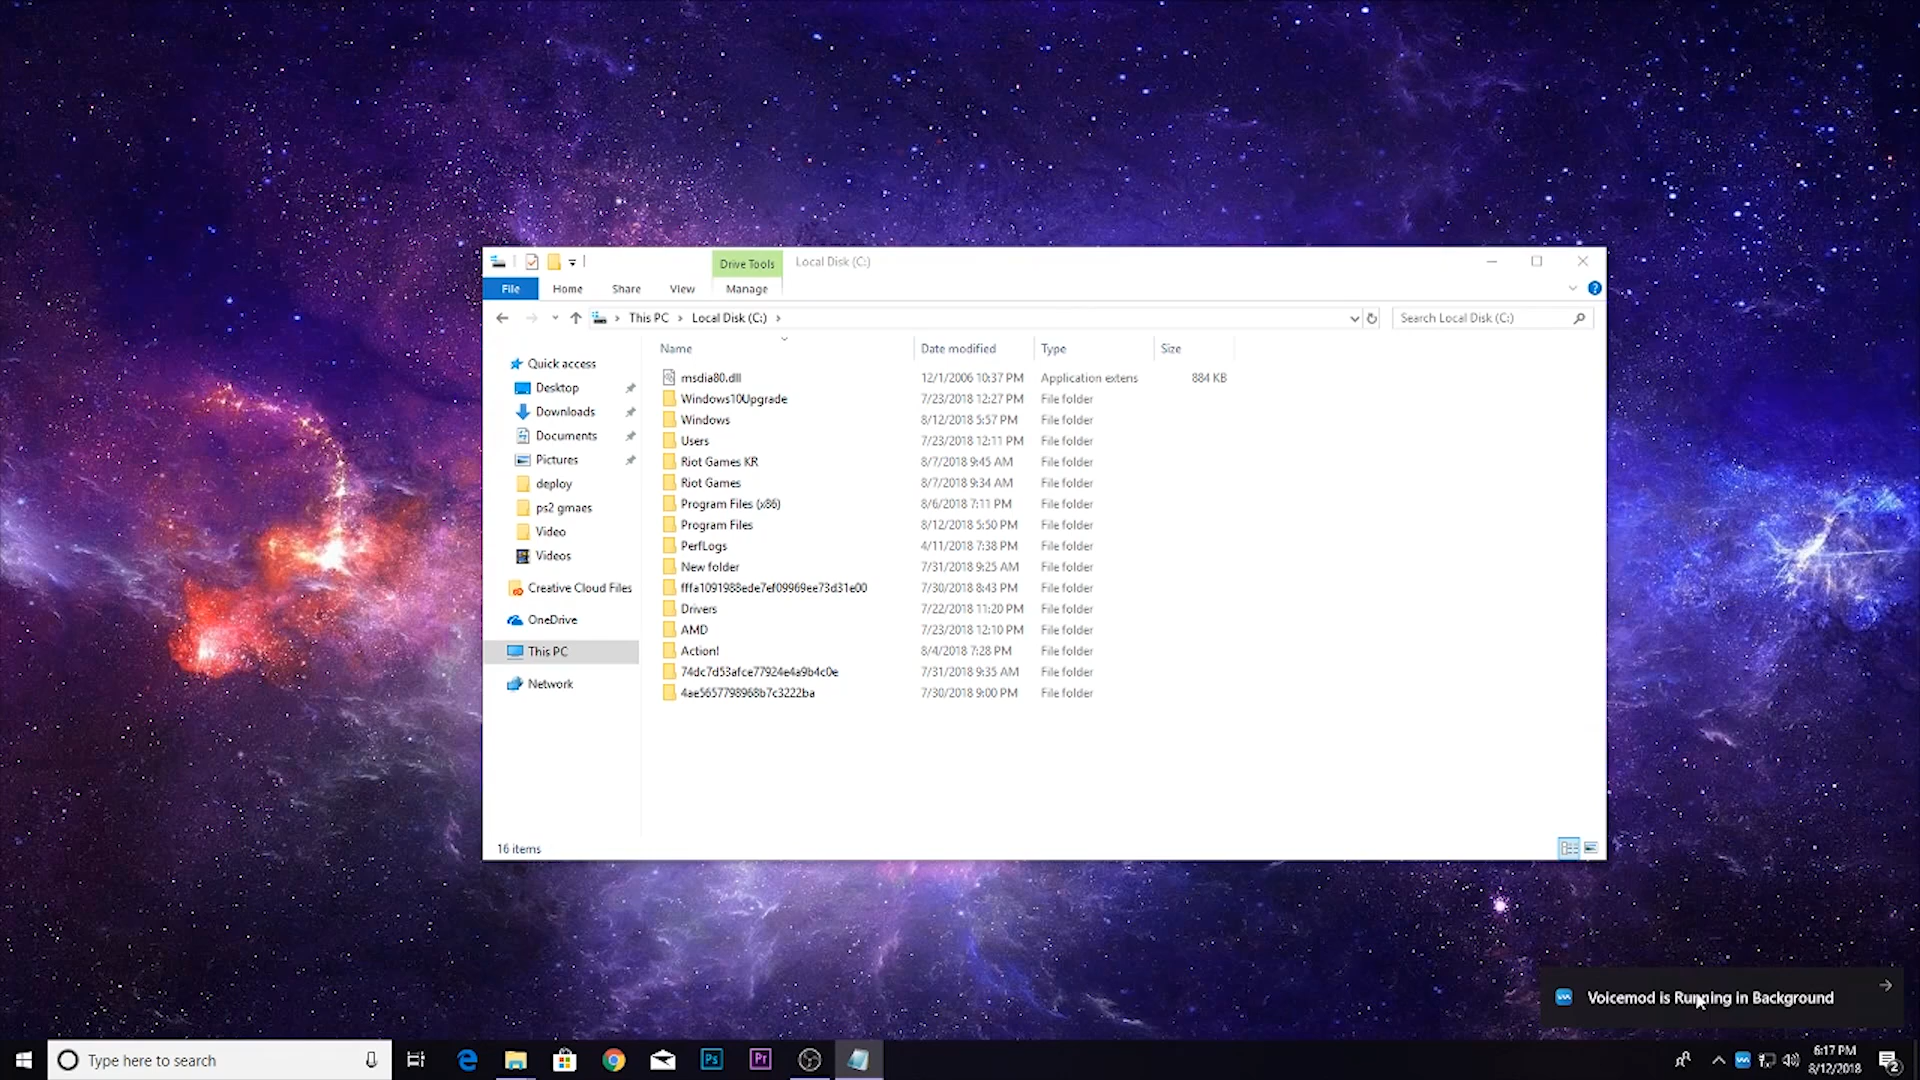 Drive Tools Local Disk (C:)
File Home Share View Manage
This PC Local Disk (C:) Search Local Disk (C:)
Name Date modified Type Size
Quick access
Desktop
Downloads
Documents
Pictures
deploy
ps2 gmaes
Video
Videos
Creative Cloud Files
OneDrive
This PC
Network
msdia80.dll 12/1/2006 10:37 PM Application extens 884 KB
Windows10Upgrade 7/23/2018 12:27 PM File folder
Windows 8/12/2018 5:57 PM File folder
Users 7/23/2018 12:11 PM File folder
Riot Games KR 8/7/2018 9:45 AM File folder
Riot Games 8/7/2018 9:34 AM File folder
Program Files (x86) 8/6/2018 7:11 PM File folder
Program Files 8/12/2018 5:50 PM File folder
PerfLogs 4/11/2018 7:38 PM File folder
New folder 7/31/2018 9:25 AM File folder
fffa1091988ede7ef09969ee73d31e00 7/30/2018 8:43 PM File folder
Drivers 7/22/2018 11:20 PM File folder
AMD 7/23/2018 12:10 PM File folder
Action! 8/4/2018 7:28 PM File folder
74dc7d53afce77924e4a9b4c0e 7/31/2018 9:35 AM File folder
4ae5657798968b7c3222ba 7/30/2018 9:00 PM File folder
16 items
Voicemod is Running in Background
Type here to search
Ps
Pr
6:17 PM
8/12/2018
2